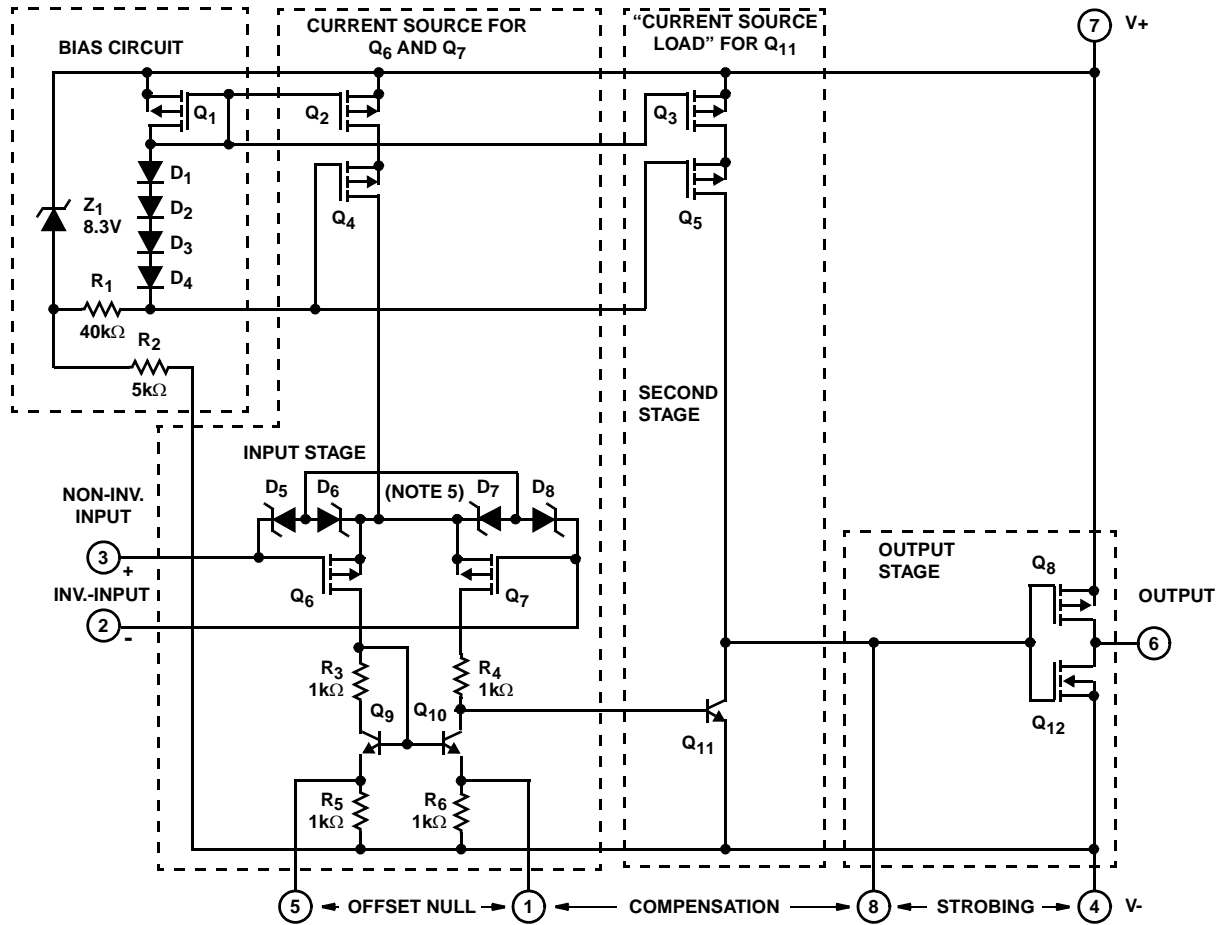 BIAS CIRCUIT
CURRENT SOURCE FOR
Q6 AND Q7
“CURRENT SOURCE
LOAD” FOR Q11
7 V+
Q1
Q2
Q3
D1
D2
D3
D4
Z1
8.3V
Q4
Q5
R1
40kΩ
R2
5kΩ
SECOND
STAGE
INPUT STAGE
D5
D6
(NOTE 5)
D7
D8
NON-INV.
INPUT
3
+
INV.-INPUT
2
-
Q6
Q7
OUTPUT
STAGE
Q8
OUTPUT
6
R3
1kΩ
R4
1kΩ
Q9
Q10
Q11
Q12
R5
1kΩ
R6
1kΩ
5 OFFSET NULL 1 COMPENSATION 8 STROBING 4 V-